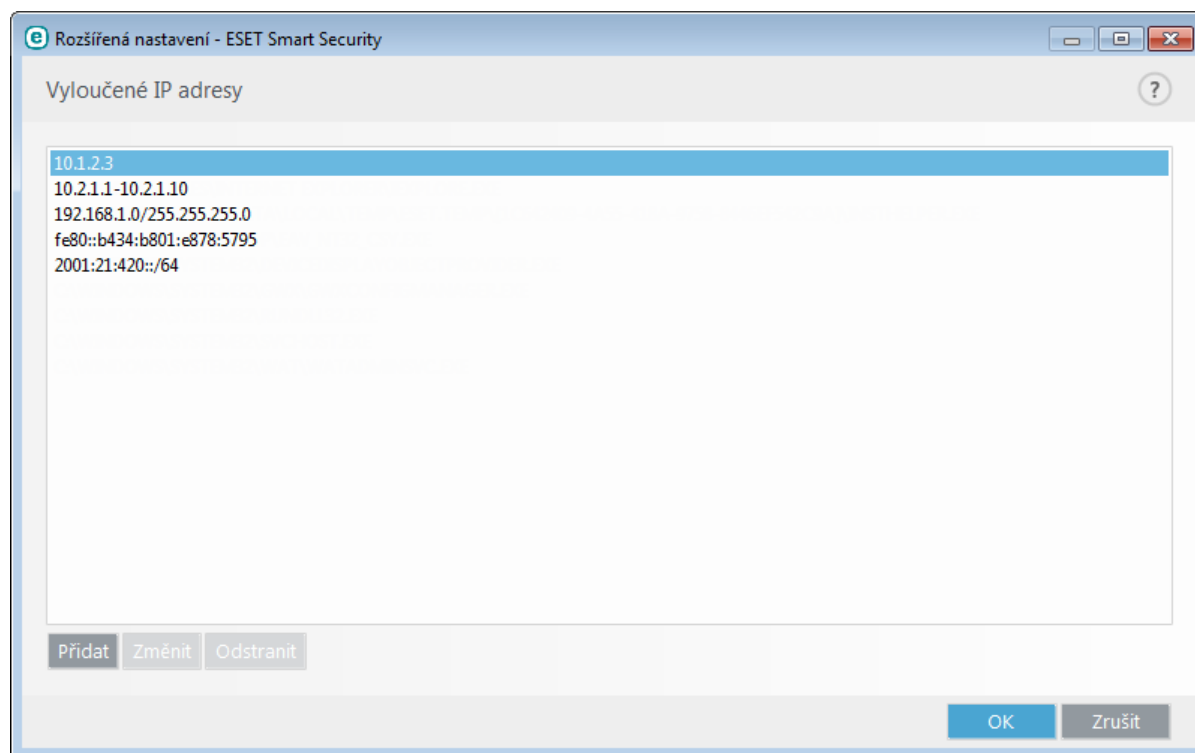 Rozšířená nastavení - ESET Smart Security
Vyloučené IP adresy
?
10.1.2.3
10.2.1.1-10.2.1.10
192.168.1.0/255.255.255.0
fe80::b434:b801:e878:5795
2001:21:420::/64
Přidat Změnit Odstranit
OK Zrušit